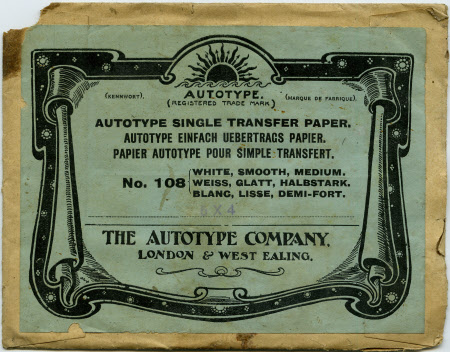 (KENNWORT). AUTOTYPE. (MARQUE DE FABRIQUE).
(REGISTERED TRADE MARK)
AUTOTYPE SINGLE TRANSFER PAPER.
AUTOTYPE EINFACH UEBERTRAGS PAPIER.
PAPIER AUTOTYPE POUR SIMPLE TRANSFERT.
No. 108
WHITE, SMOOTH, MEDIUM.
WEISS, GLATT, HALBSTARK.
BLANC, LISSE, DEMI-FORT.
5 X 4
THE AUTOTYPE COMPANY,
LONDON & WEST EALING.